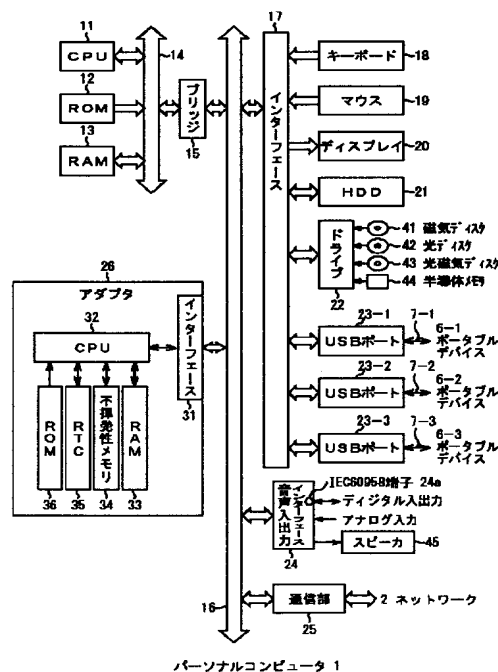 11
CPU
12
ROM
13
RAM
14
ブリッジ
15
17
インターフェース
キーボード 18
マウス 19
ディスプレイ 20
HDD 21
ドライブ
22
41 磁気ディスク
42 光ディスク
43 光磁気ディスク
44 半導体メモリ
23-1
USBポート
7-1
6-1
ポータブル
デバイス
23-2
USBポート
7-2
6-2
ポータブル
デバイス
23-3
USBポート
7-3
6-3
ポータブル
デバイス
26
アダプタ
32
CPU
インターフェース
31
ROM
36
RTC
35
不揮発性メモリ
34
RAM
33
音声入出力
インターフェース
24
IEC60958端子 24a
ディジタル入出力
アナログ入力
スピーカ 45
16
通信部
25
2 ネットワーク
パーソナルコンピュータ 1